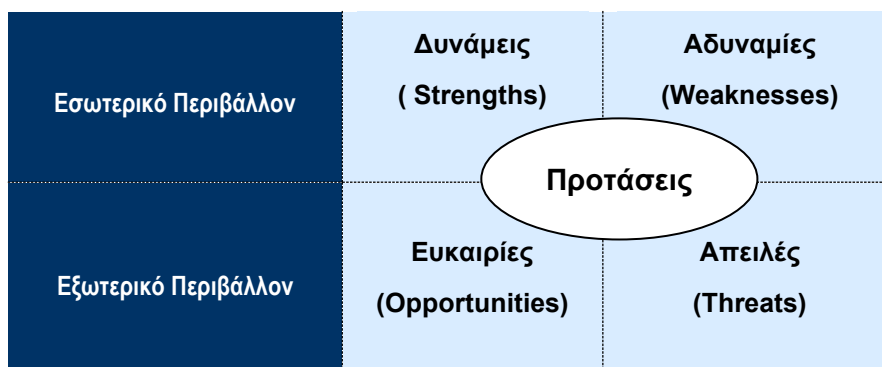 Εσωτερικό Περιβάλλον
Δυνάμεις
( Strengths)
Αδυναμίες
(Weaknesses)
Προτάσεις
Εξωτερικό Περιβάλλον
Ευκαιρίες
(Opportunities)
Απειλές
(Threats)